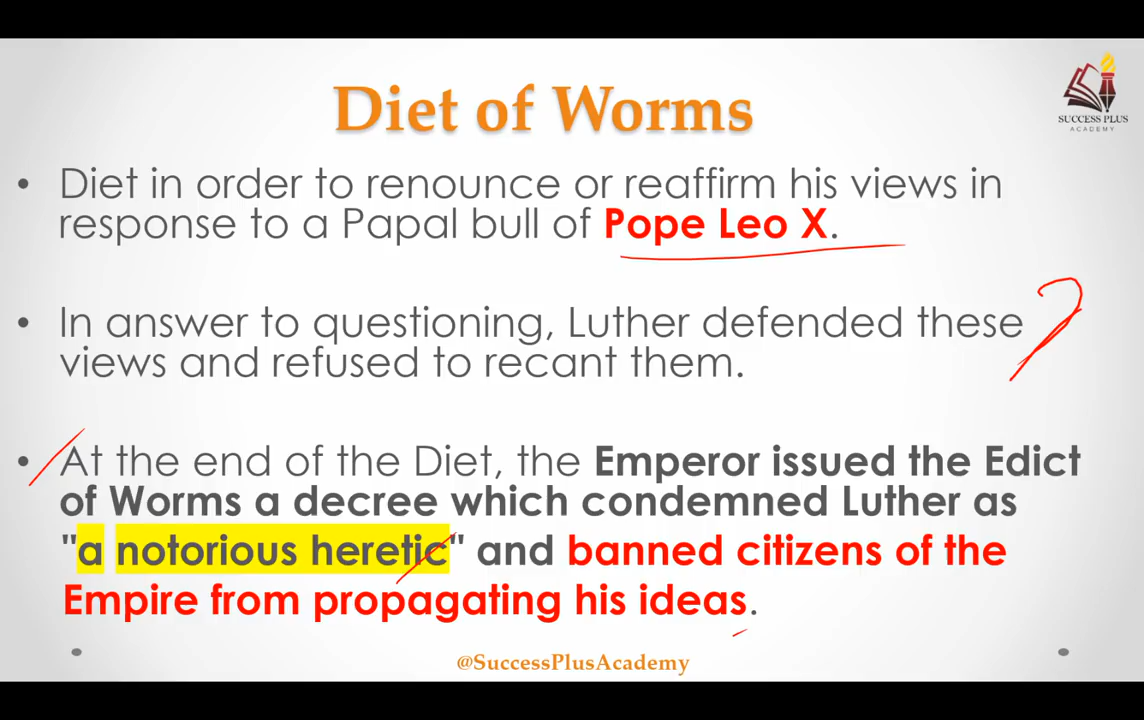 Diet of Worms
SUCCESS PLUS
ACADEMY
• Diet in order to renounce or reaffirm his views in
response to a Papal bull of Pope Leo X.
• In answer to questioning, Luther defended these
views and refused to recant them.
• At the end of the Diet, the Emperor issued the Edict
of Worms a decree which condemned Luther as
"a notorious heretic" and banned citizens of the
Empire from propagating his ideas.
@SuccessPlusAcademy